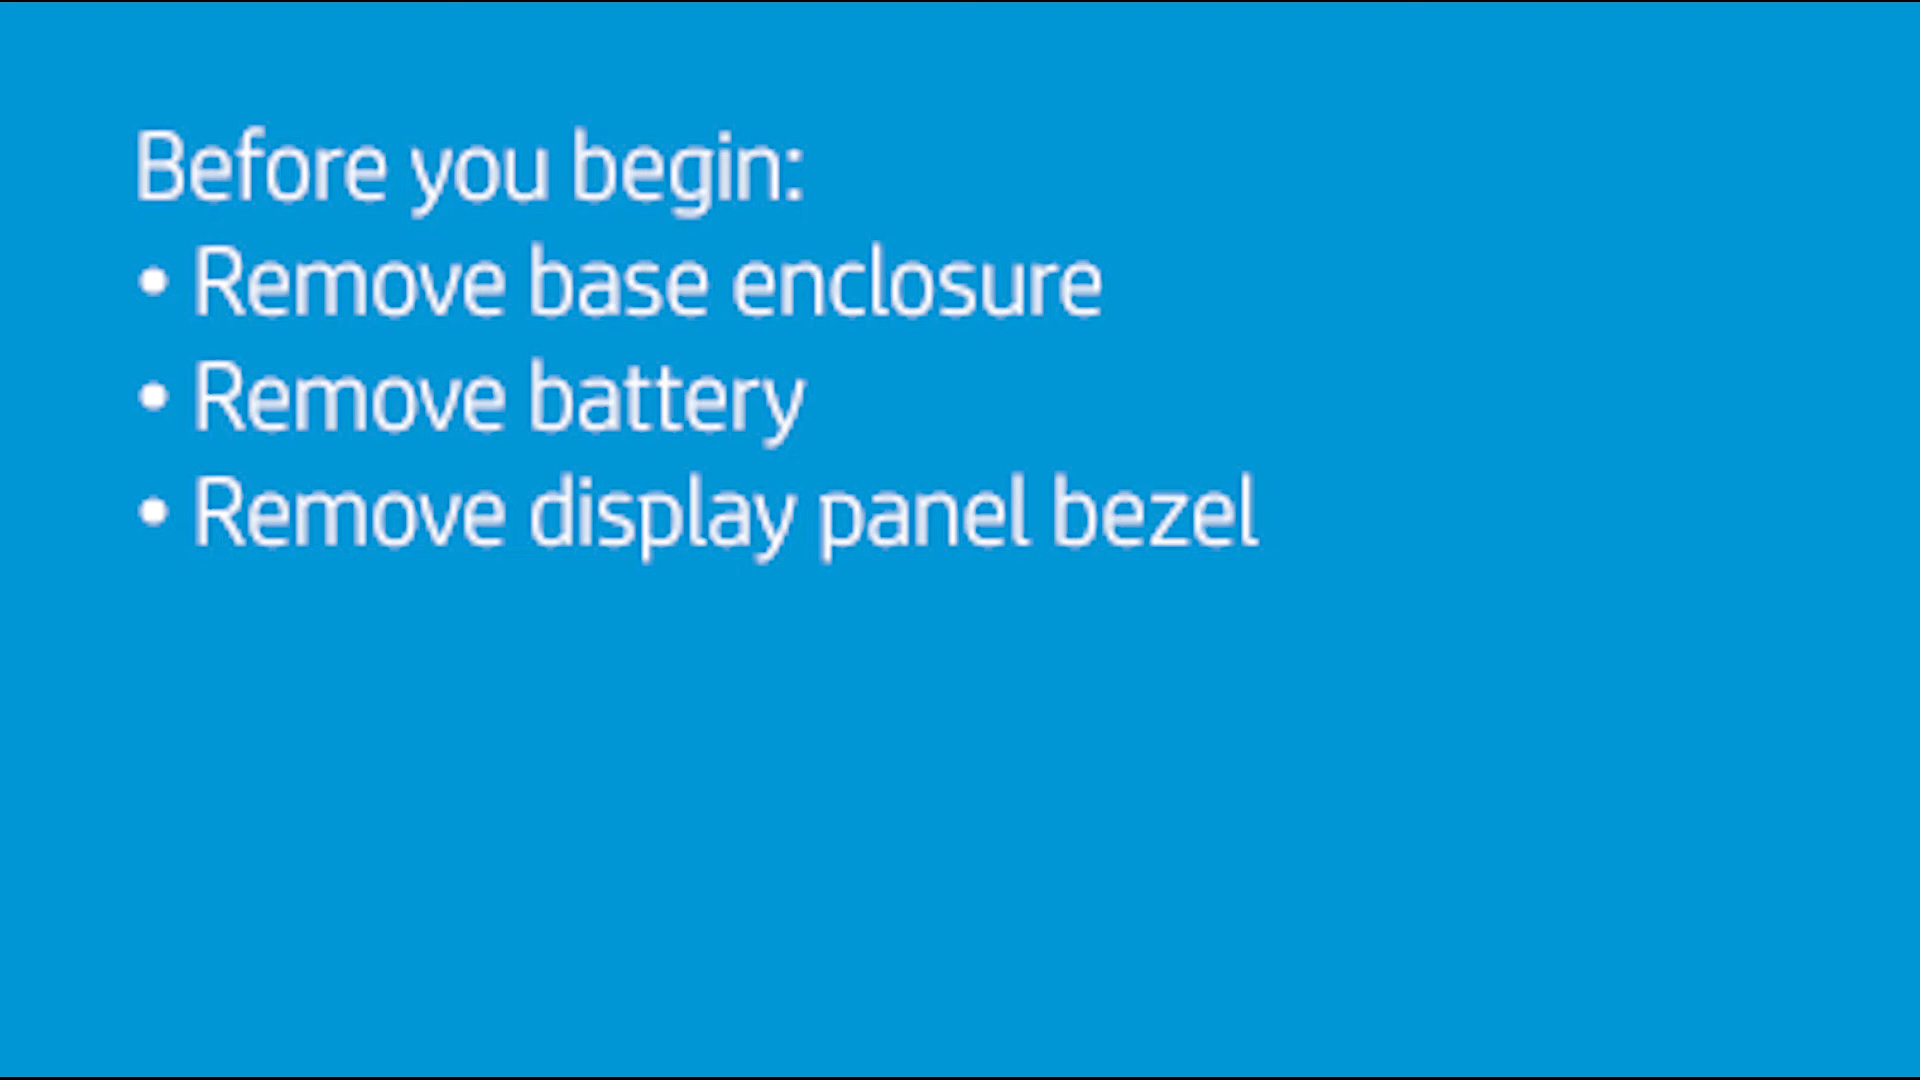 Before you begin:
• Remove base enclosure
• Remove battery
• Remove display panel bezel